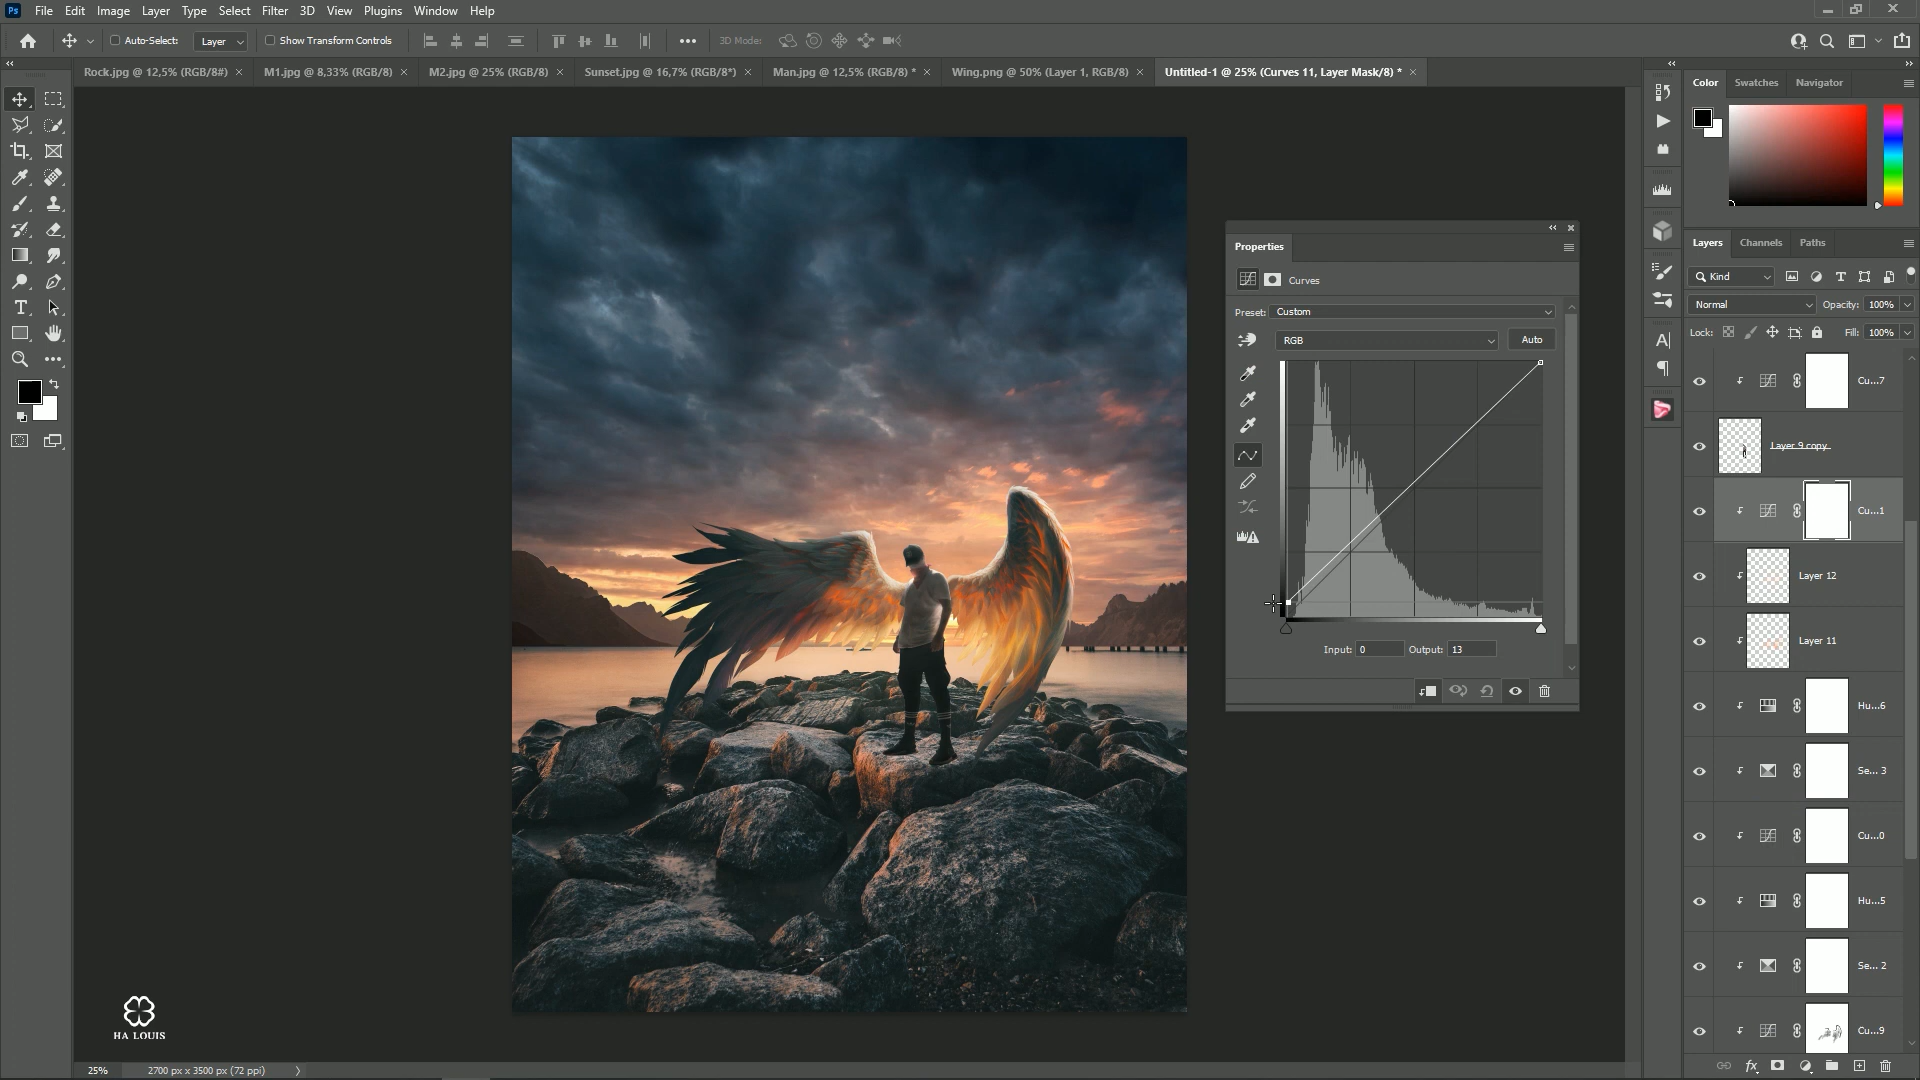 Ps File Edit Image Layer Type Select Filter 3D View Plugins Window Help
Auto-Select: Layer Show Transform Controls 3D Mode:
Rock.jpg @ 12,5% (RGB/8#) M1.jpg @ 8,33% (RGB/8) M2.jpg @ 25% (RGB/8) Sunset.jpg @ 16,7% (RGB/8*) Man.jpg @ 12,5% (RGB/8) * Wing.png @ 50% (Layer 1, RGB/8) Untitled-1 @ 25% (Curves 11, Layer Mask/8) *
Color Swatches Navigator
Layers Channels Paths
Kind
Normal Opacity: 100%
Lock: Fill: 100%
Cu...7
Layer 9 copy
Cu...1
Layer 12
Layer 11
Hu...6
Se... 3
Cu...0
Hu...5
Se... 2
Cu...9
Properties
Curves
Preset: Custom
RGB Auto
Input: 0 Output: 13
HA LOUIS
25% 2700 px x 3500 px (72 ppi)